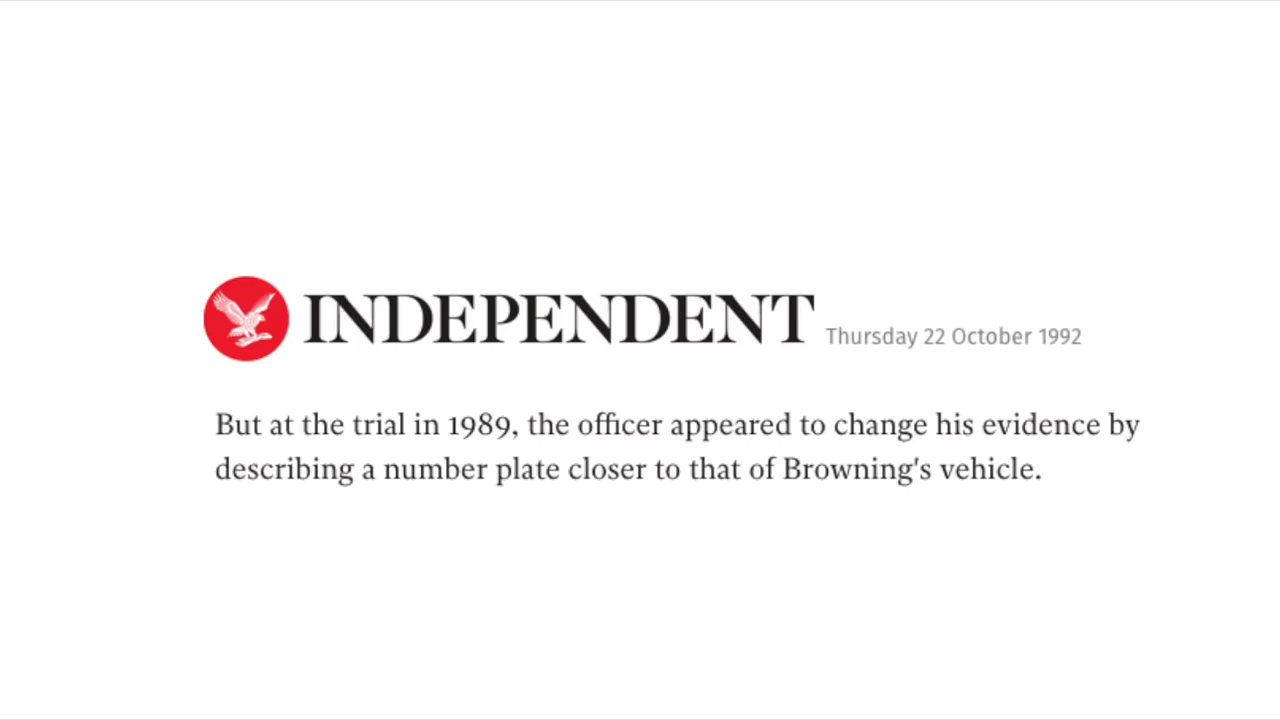 INDEPENDENT Thursday 22 October 1992
But at the trial in 1989, the officer appeared to change his evidence by
describing a number plate closer to that of Browning's vehicle.